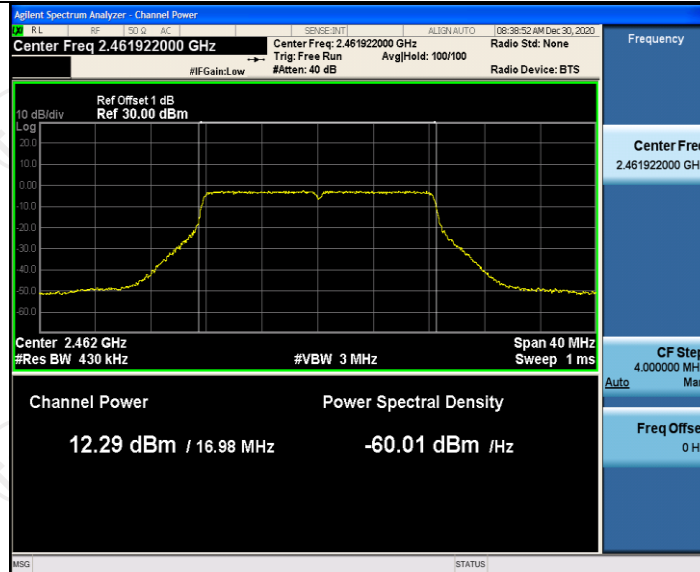 Agilent Spectrum Analyzer - Channel Power
RL RF 50 Ω AC SENSE:INT ALIGN AUTO 08:38:52 AM Dec 30, 2020
Center Freq 2.461922000 GHz
Center Freq: 2.461922000 GHz
Radio Std: None
Trig: Free Run Avg|Hold: 100/100
#IFGain:Low
#Atten: 40 dB
Radio Device: BTS
Ref Offset 1 dB
10 dB/div Ref 30.00 dBm
Log
20.0
10.0
0.00
-10.0
-20.0
-30.0
-40.0
-50.0
-60.0
Center 2.462 GHz
Span 40 MHz
#Res BW 430 kHz
#VBW 3 MHz
Sweep 1 ms
Channel Power
Power Spectral Density
12.29 dBm / 16.98 MHz
-60.01 dBm /Hz
MSG
STATUS
Frequency
Center Fre
2.461922000 GH
CF Step
4.000000 MH
Auto Mar
Freq Offse
0 H